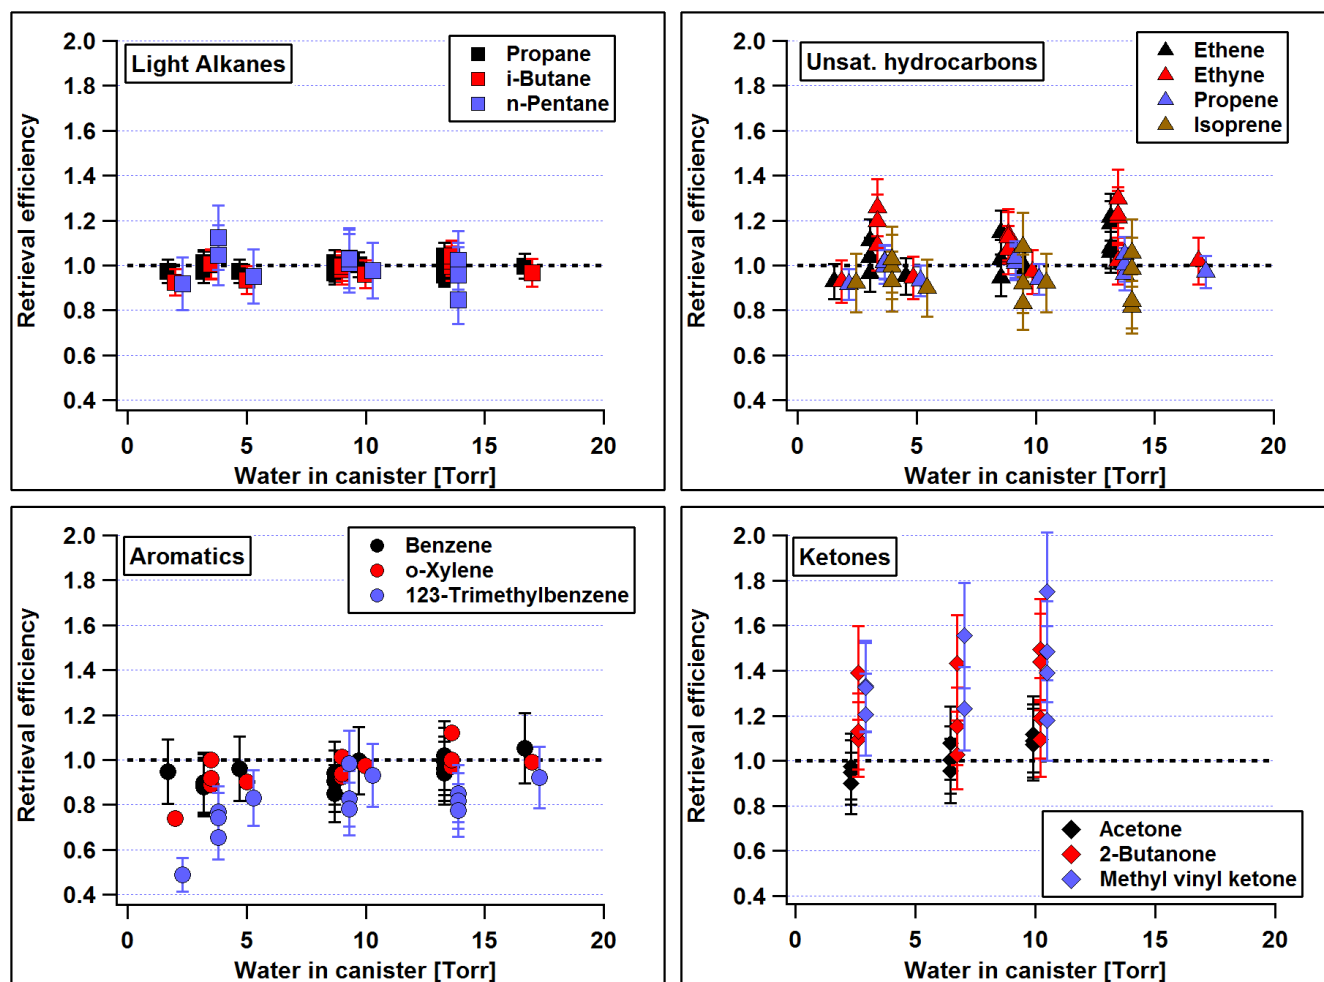 Light Alkanes
Propane
i-Butane
n-Pentane
Retrieval efficiency
2.0
1.8
1.6
1.4
1.2
1.0
0.8
0.6
0.4
0
5
10
15
20
Water in canister [Torr]
Unsat. hydrocarbons
Ethene
Ethyne
Propene
Isoprene
Retrieval efficiency
2.0
1.8
1.6
1.4
1.2
1.0
0.8
0.6
0.4
0
5
10
15
20
Water in canister [Torr]
Aromatics
Benzene
o-Xylene
123-Trimethylbenzene
Retrieval efficiency
2.0
1.8
1.6
1.4
1.2
1.0
0.8
0.6
0.4
0
5
10
15
20
Water in canister [Torr]
Ketones
Acetone
2-Butanone
Methyl vinyl ketone
Retrieval efficiency
2.0
1.8
1.6
1.4
1.2
1.0
0.8
0.6
0.4
0
5
10
15
20
Water in canister [Torr]